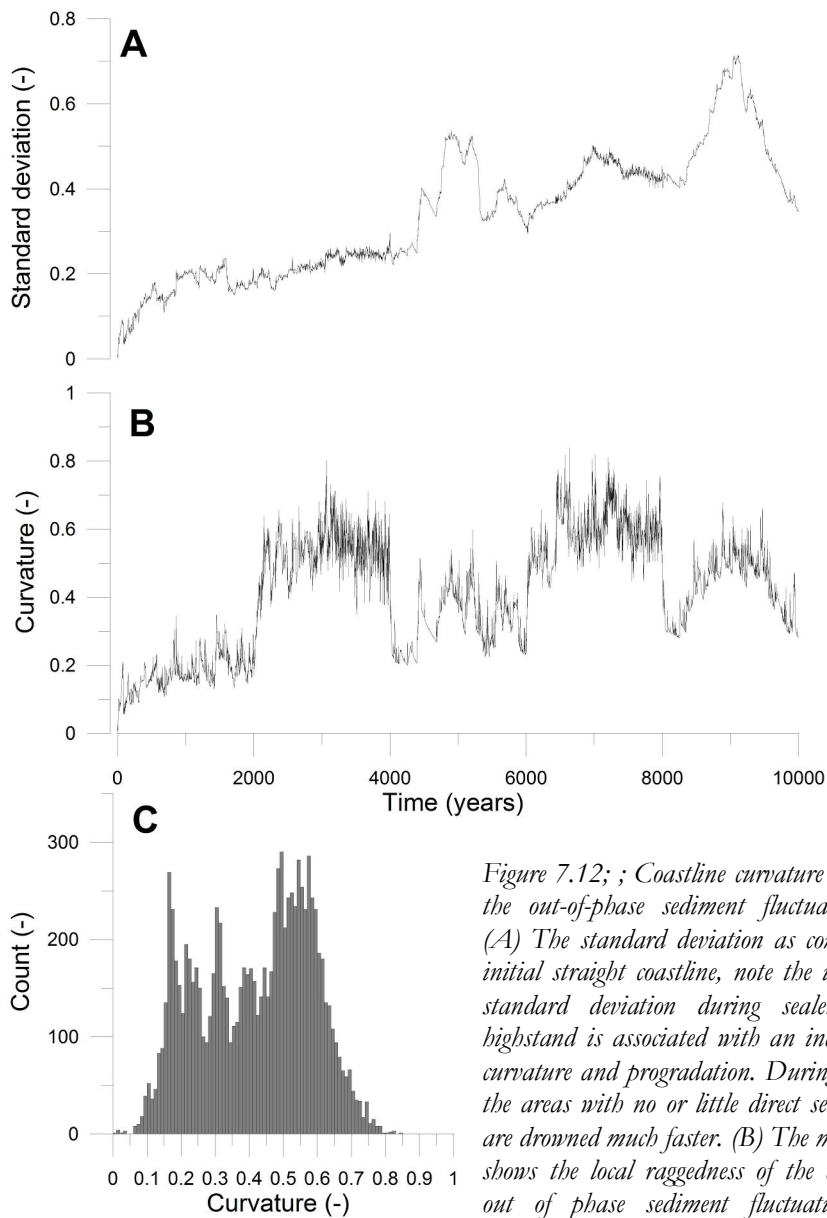 A
Standard deviation (-)
0.8
0.6
0.4
0.2
0
B
Curvature (-)
1
0.8
0.6
0.4
0.2
0
0 2000 4000 6000 8000 10000
Time (years)
C
Count (-)
300
200
100
0
0 0.1 0.2 0.3 0.4 0.5 0.6 0.7 0.8 0.9 1
Curvature (-)
Figure 7.12; ; Coastline curvature
the out-of-phase sediment
(A) The standard deviation as
initial straight coastline, note the
standard deviation during
highstand is associated with an
curvature and progradation. During
the areas with no or little direct
are drowned much faster. (B) The
shows the local raggedness of the
out of phase sediment